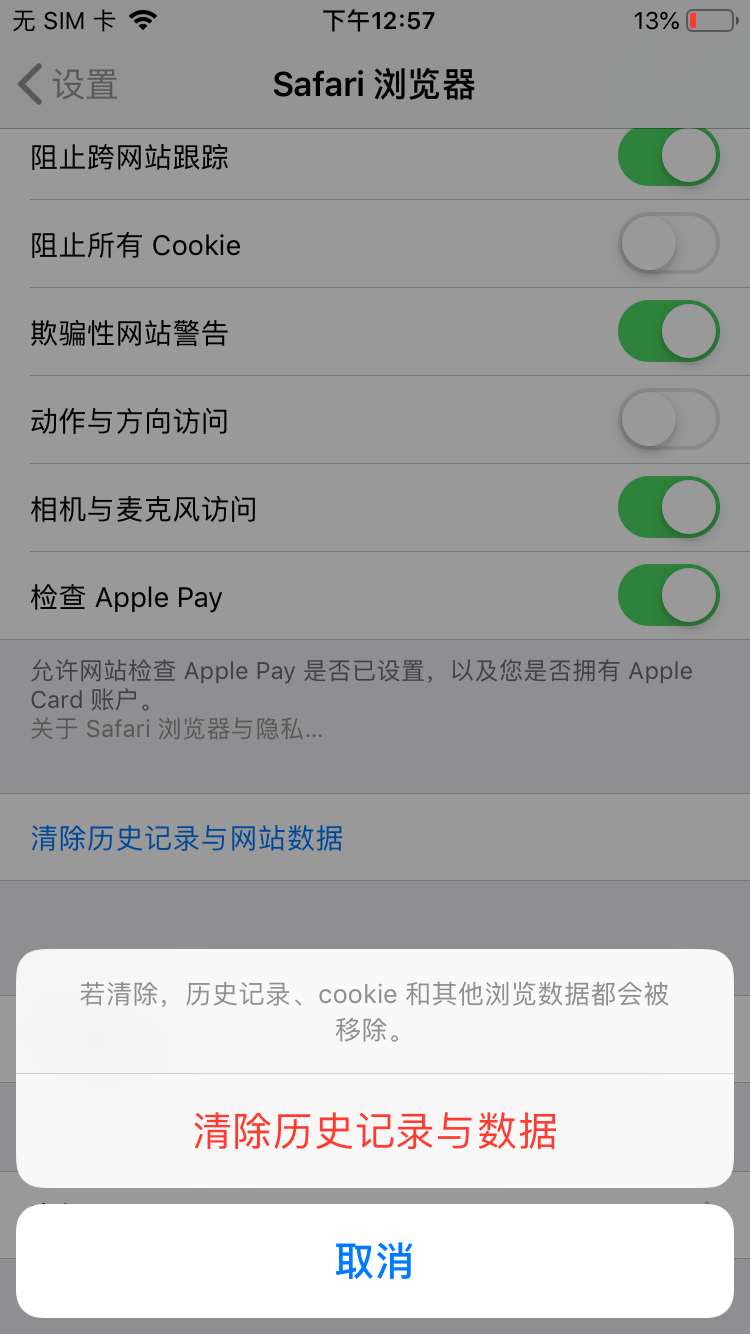 无 SIM 卡 下午12:57 13%
设置 Safari 浏览器
阻止跨网站跟踪
阻止所有 Cookie
欺骗性网站警告
动作与方向访问
相机与麦克风访问
检查 Apple Pay
允许网站检查 Apple Pay 是否已设置，以及您是否拥有 Apple
Card 账户。
关于 Safari 浏览器与隐私...
清除历史记录与网站数据
若清除，历史记录、cookie 和其他浏览数据都会被
移除。
清除历史记录与数据
取消